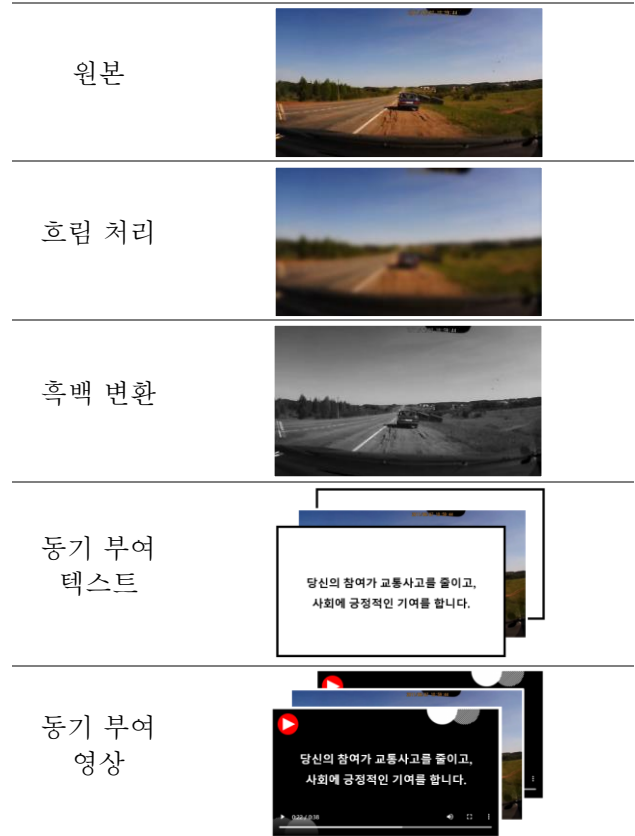 원본
흐림 처리
흑백 변환
동기 부여
텍스트
당신의 참여가 교통사고를 줄이고,
사회에 긍정적인 기여를 합니다.
동기 부여
영상
당신의 참여가 교통사고를 줄이고,
사회에 긍정적인 기여를 합니다.
0:22 / 0:38